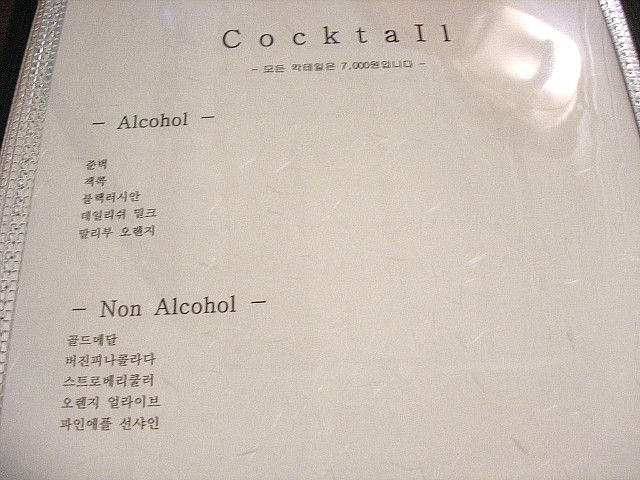 CocktaIl
- 모든 칵테일은 7,000원입니다 -
- Alcohol -
준벅
잭콕
블랙러시안
데일리쉬 밀크
말리부 오렌지
- Non Alcohol -
골드메달
버진피나콜라다
스트로베리쿨러
오렌지 얼라이브
파인애플 선샤인